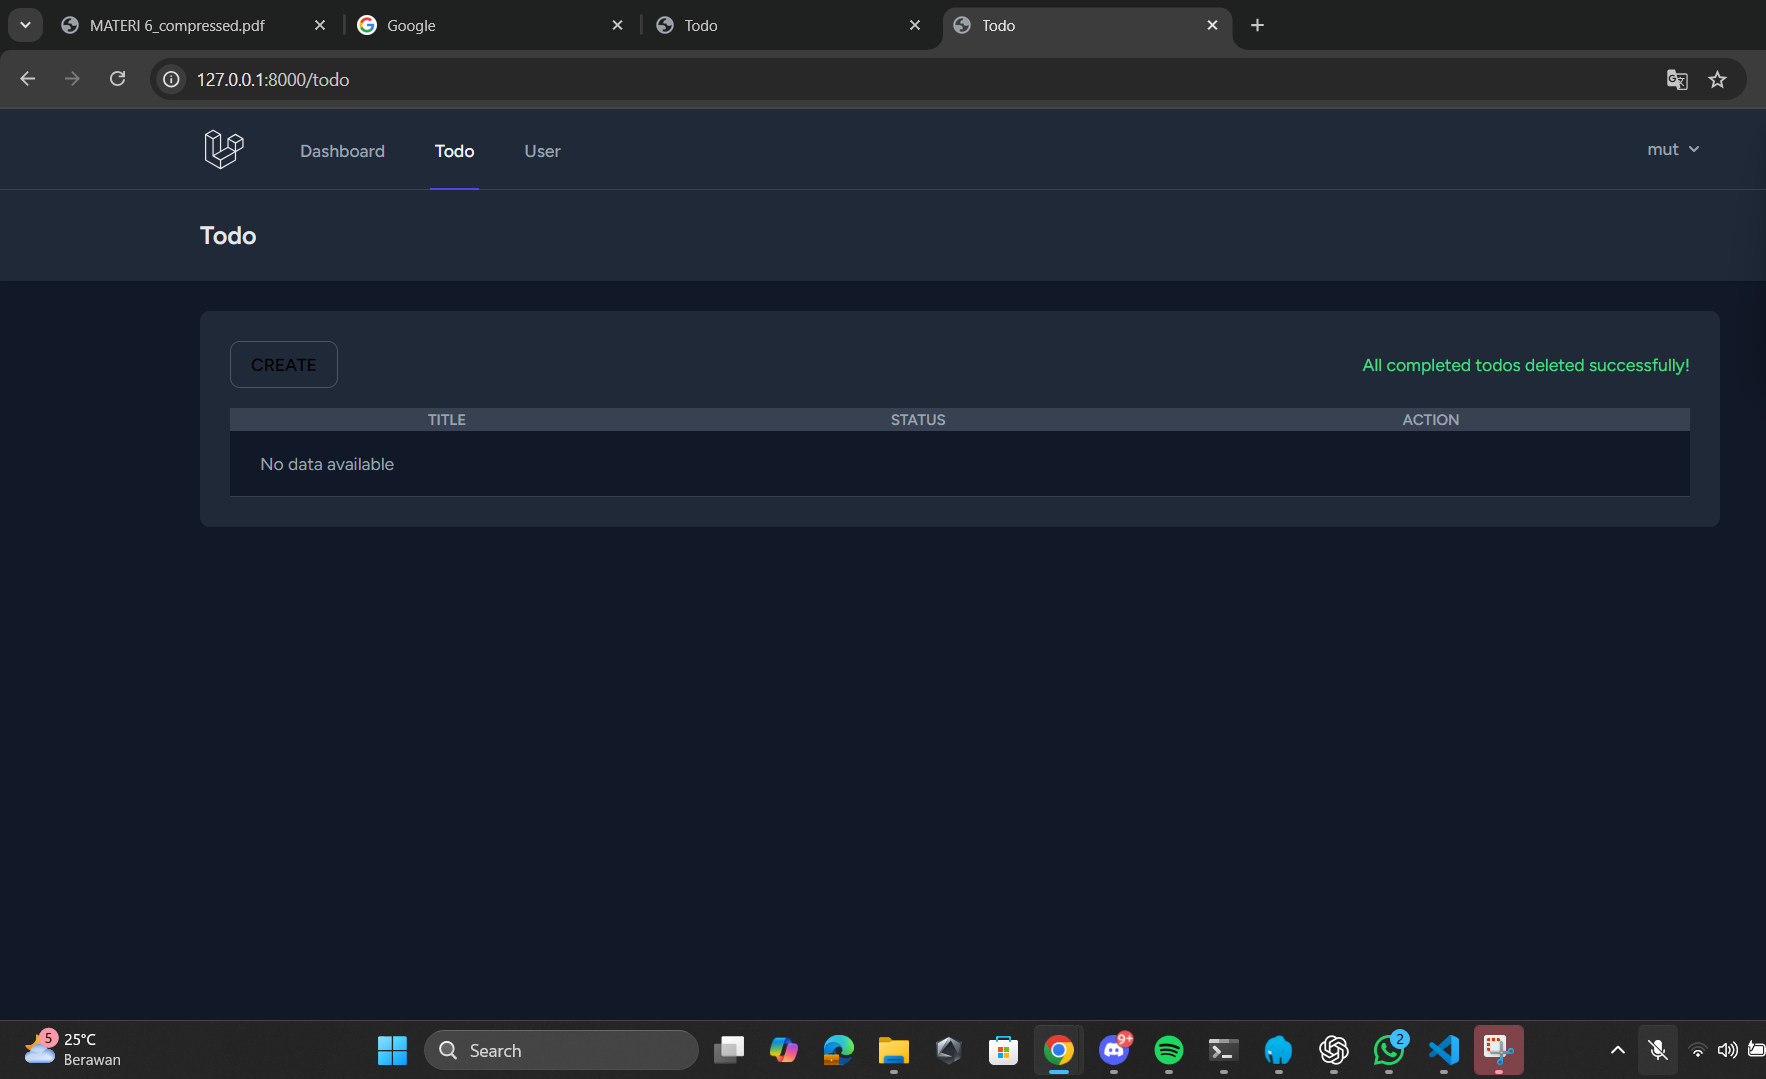 MATERI 6_compressed.pdf
Google
Todo
Todo
127.0.0.1:8000/todo
Dashboard
Todo
User
mut
Todo
CREATE
All completed todos deleted successfully!
TITLE STATUS ACTION
No data available
5
25°C
Berawan
Search
9+
2